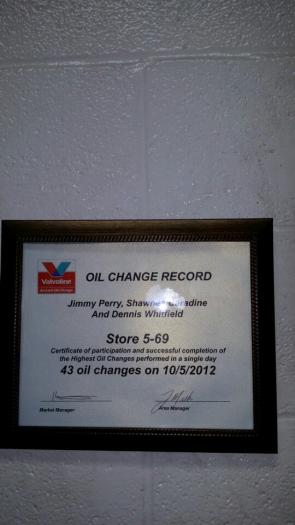 Valvoline
OIL CHANGE RECORD
Jimmy Perry,
And Dennis Whitfield
Store 5-69
Certificate of participation and successful completion of
the Highest Oil Changes performed in a single day
43 oil changes on 10/5/2012
Market Manager
Area Manager